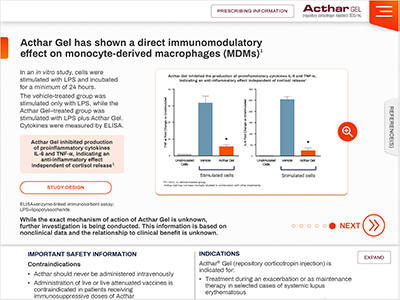 PRESCRIBING INFORMATION
Acthar GEL
(repository corticotropin injection) 80 U/mL
Acthar Gel has shown a direct immunomodulatory
effect on monocyte-derived macrophages (MDMs)¹
In an in vitro study, cells were
stimulated with LPS and incubated
for a minimum of 24 hours.
The vehicle-treated group was
stimulated only with LPS, while the
Acthar Gel–treated group was
stimulated with LPS plus Acthar Gel.
Cytokines were measured by ELISA.
Acthar Gel inhibited production
of proinflammatory cytokines
IL-6 and TNF-α, indicating an
anti-inflammatory effect
independent of cortisol release¹
STUDY DESIGN
Acthar Gel inhibited the production of proinflammatory cytokines IL-6 and TNF-α,
indicating an anti-inflammatory effect independent of cortisol release¹
Unstimulated
Cells
Vehicle
Acthar Gel
Stimulated cells
Unstimulated
Cells
Vehicle
Acthar Gel
Stimulated cells
REFERENCE(S)
ELISA=enzyme-linked immunosorbent assay;
LPS=lipopolysaccharide.
While the exact mechanism of action of Acthar Gel is unknown,
further investigation is being conducted. This information is based on
nonclinical data and the relationship to clinical benefit is unknown.
NEXT
IMPORTANT SAFETY INFORMATION
Contraindications
• Acthar should never be administered intravenously
• Administration of live or live attenuated vaccines is
contraindicated in patients receiving
immunosuppressive doses of Acthar
INDICATIONS
EXPAND
Acthar® Gel (repository corticotropin injection) is
indicated for:
• Treatment during an exacerbation or as maintenance
therapy in selected cases of systemic lupus
erythematosus